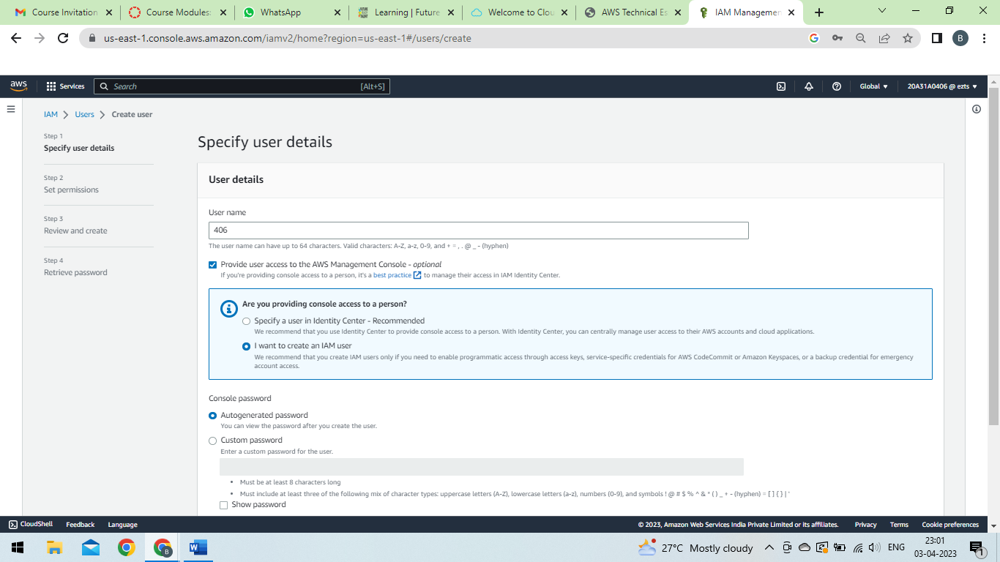 Course Invitation
Course Modules:
WhatsApp
Learning | Future
Welcome to Clou
AWS Technical Es
IAM Managemen
us-east-1.console.aws.amazon.com/iamv2/home?region=us-east-1#/users/create
B
aws
Services
Search
[Alt+S]
Global
20A31A0406 @ ezts
IAM
Users
Create user
Step 1
Specify user details
Step 2
Set permissions
Step 3
Review and create
Step 4
Retrieve password
Specify user details
User details
User name
406
The user name can have up to 64 characters. Valid characters: A-Z, a-z, 0-9, and + = , . @ _ - (hyphen)
Provide user access to the AWS Management Console - optional
If you're providing console access to a person, it's a best practice to manage their access in IAM Identity Center.
Are you providing console access to a person?
Specify a user in Identity Center - Recommended
We recommend that you use Identity Center to provide console access to a person. With Identity Center, you can centrally manage user access to their AWS accounts and cloud applications.
I want to create an IAM user
We recommend that you create IAM users only if you need to enable programmatic access through access keys, service-specific credentials for AWS CodeCommit or Amazon Keyspaces, or a backup credential for emergency
account access.
Console password
Autogenerated password
You can view the password after you create the user.
Custom password
Enter a custom password for the user.
Must be at least 8 characters long
Must include at least three of the following mix of character types: uppercase letters (A-Z), lowercase letters (a-z), numbers (0-9), and symbols ! @ # $ % ^ & * ( ) _ + - (hyphen) = [ ] { } | '
Show password
CloudShell
Feedback
Language
© 2023, Amazon Web Services India Private Limited or its affiliates.
Privacy
Terms
Cookie preferences
27°C Mostly cloudy
ENG
23:01
03-04-2023
1